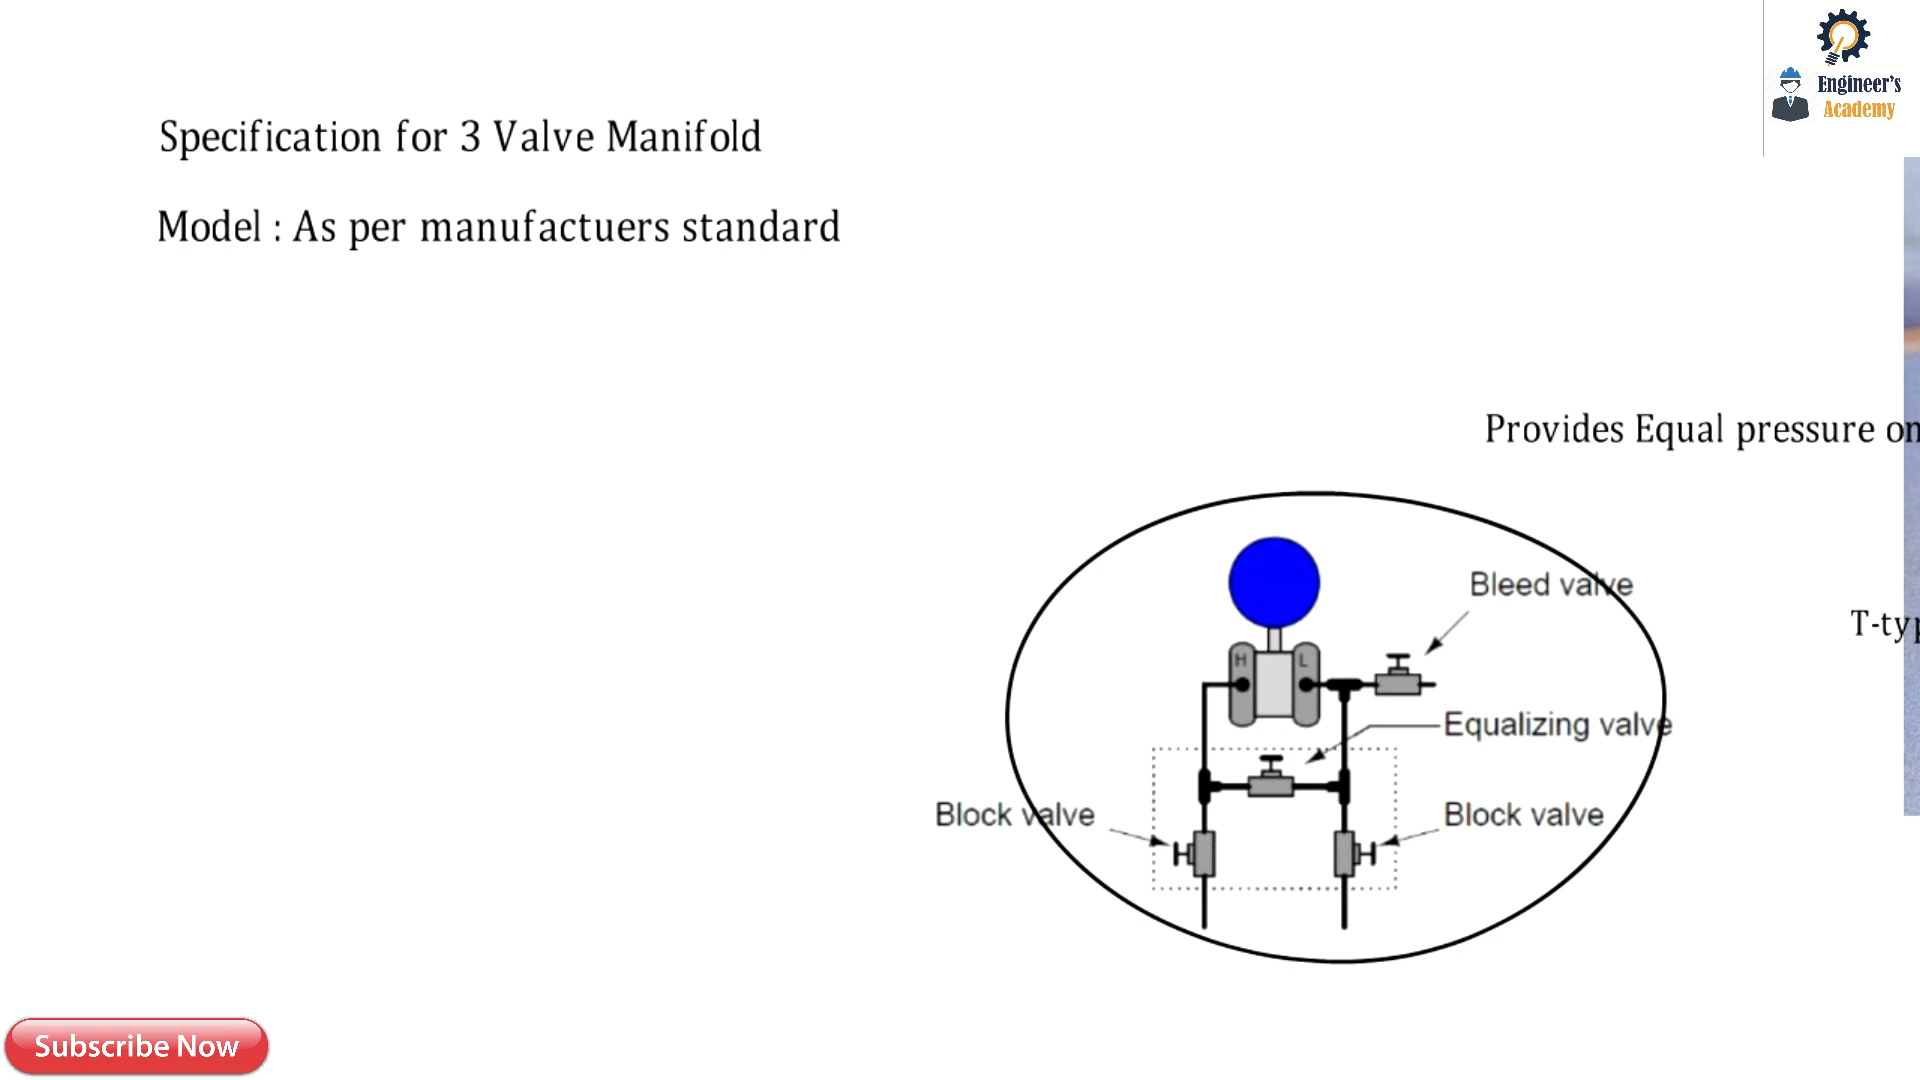 Engineer's
Academy
Specification for 3 Valve Manifold
Model : As per manufactuers standard
Provides Equal pressure on
H
L
Bleed valve
T-typ
Equalizing valve
Block valve
Block valve
Subscribe Now